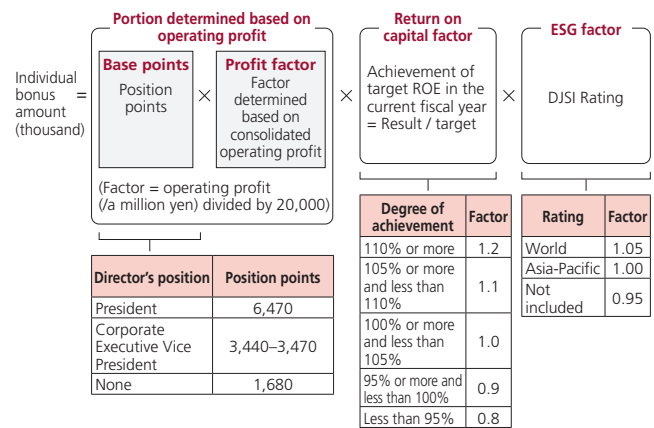 Portion determined based on
operating profit
Return on
capital factor
ESG factor
Individual
bonus
amount
(thousand)
=
Base points
Position
points
×
Profit factor
Factor
determined
based on
consolidated
operating profit
×
Achievement of
target ROE in the
current fiscal year
= Result / target
×
DJSI Rating
(Factor = operating profit
(/a million yen) divided by 20,000)
Director's position Position points
President 6,470
Corporate
Executive Vice
President
3,440–3,470
None 1,680
Degree of
achievement
Factor
110% or more 1.2
105% or more
and less than
110%
1.1
100% or more
and less than
105%
1.0
95% or more and
less than 100%
0.9
Less than 95% 0.8
Rating Factor
World 1.05
Asia-Pacific 1.00
Not
included
0.95